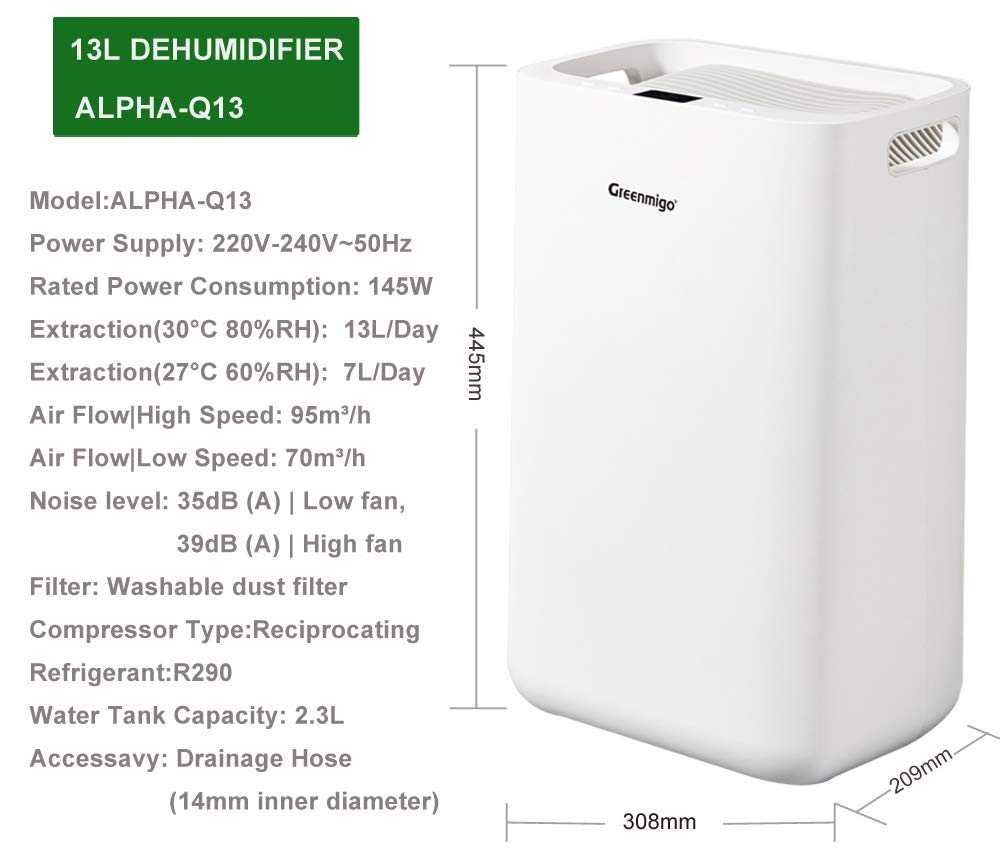 13L DEHUMIDIFIER
ALPHA-Q13
Model:ALPHA-Q13
Power Supply: 220V-240V~50Hz
Rated Power Consumption: 145W
Extraction(30°C 80%RH): 13L/Day
Extraction(27°C 60%RH): 7L/Day
Air Flow|High Speed: 95m³/h
Air Flow|Low Speed: 70m³/h
Noise level: 35dB (A) | Low fan,
39dB (A) | High fan
Filter: Washable dust filter
Compressor Type:Reciprocating
Refrigerant:R290
Water Tank Capacity: 2.3L
Accessavy: Drainage Hose
(14mm inner diameter)
Greenmigo®
445mm
308mm
209mm